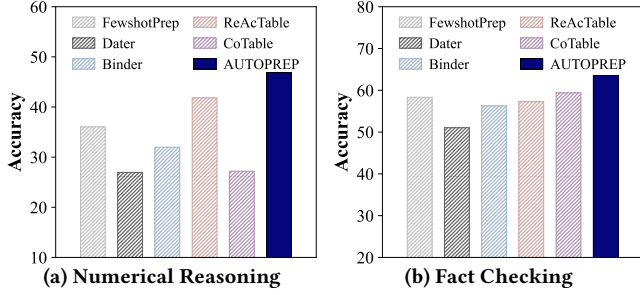 60
50
40
30
20
10
Accuracy
FewshotPrep
Dater
Binder
ReAcTable
CoTable
AUTOPREP
(a) Numerical Reasoning
80
70
60
50
40
30
20
Accuracy
FewshotPrep
Dater
Binder
ReAcTable
CoTable
AUTOPREP
(b) Fact Checking